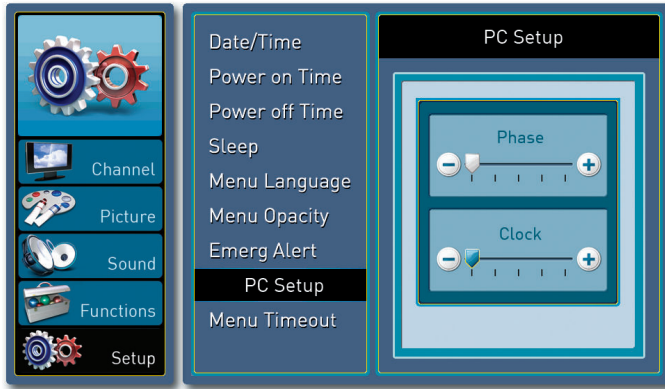 Channel
Picture
Sound
Functions
Setup
Date/Time
Power on Time
Power off Time
Sleep
Menu Language
Menu Opacity
Emerg Alert
PC Setup
Menu Timeout
PC Setup
Phase
Clock